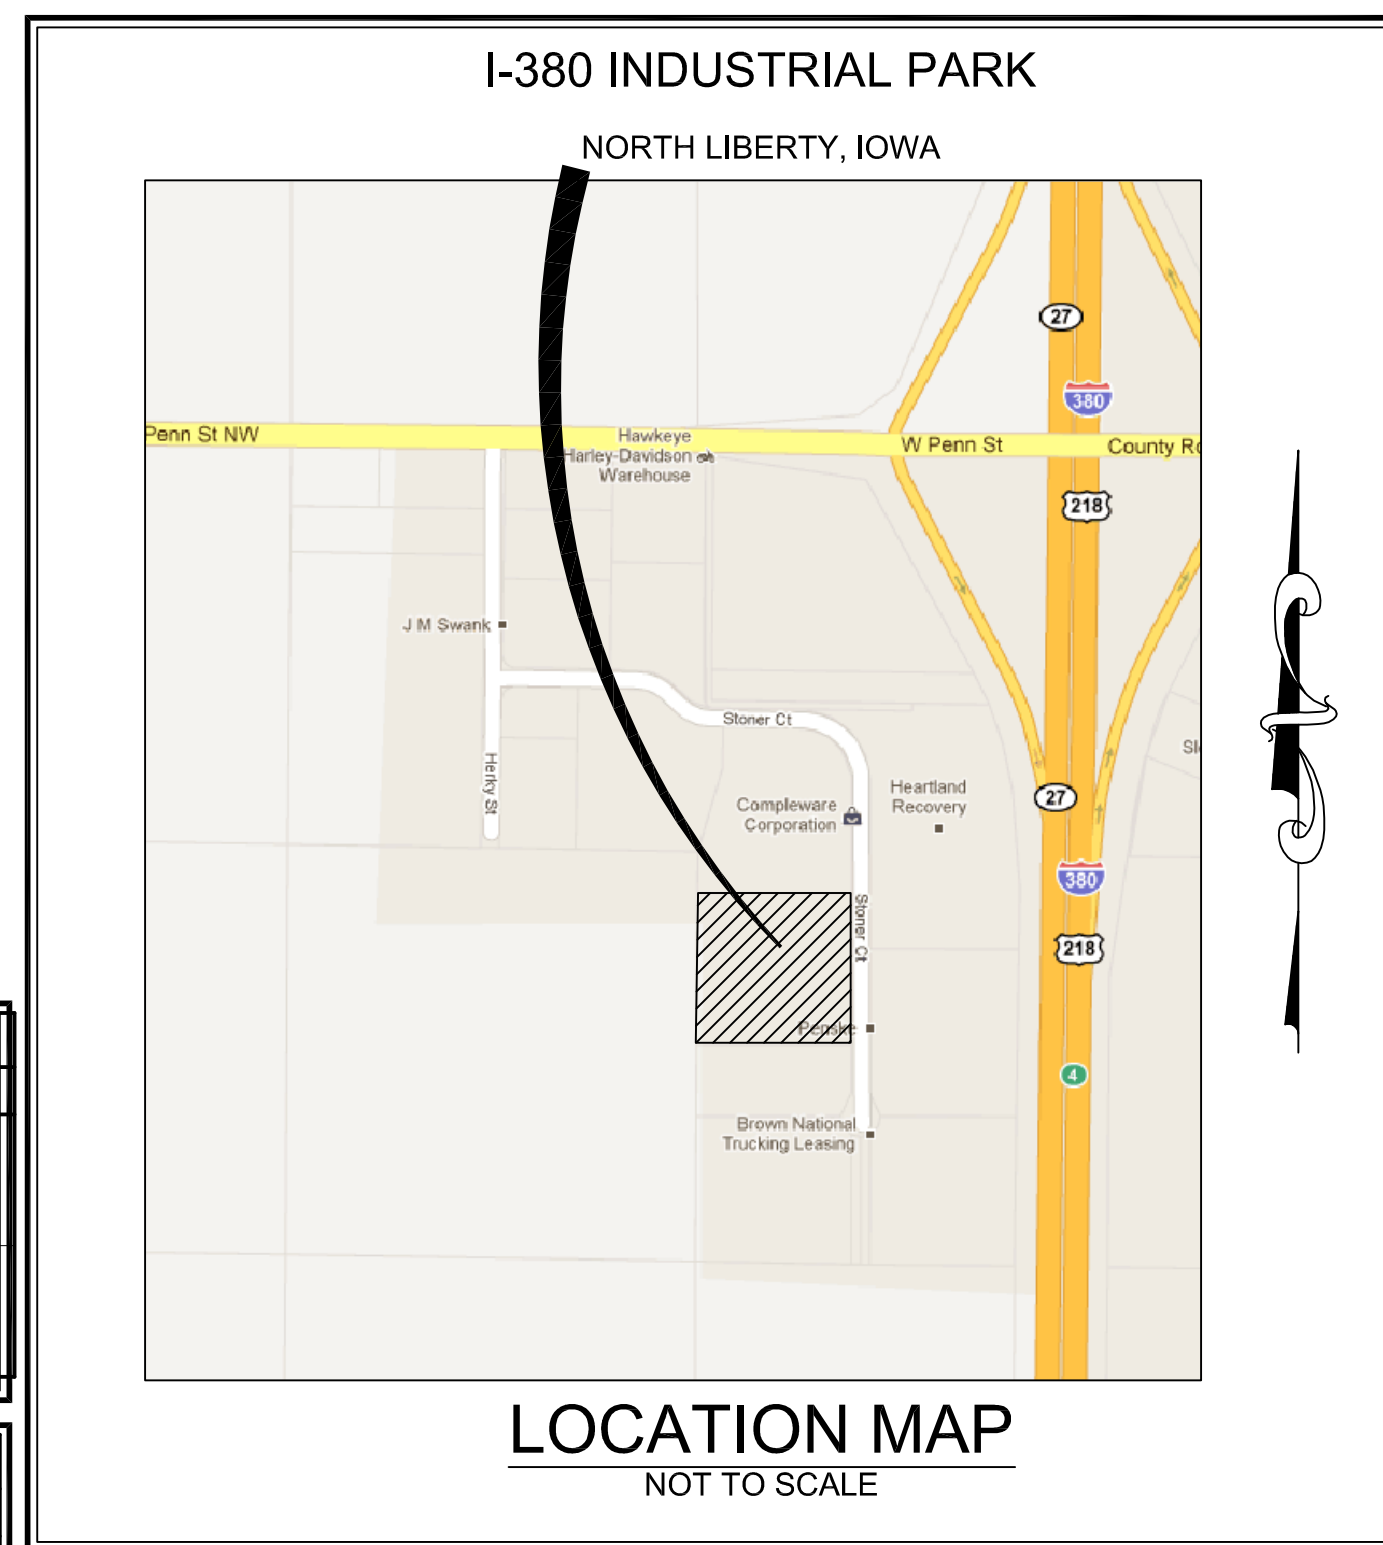 I-380 INDUSTRIAL PARK
NORTH LIBERTY, IOWA
27
380
Penn St NW
Hawkeye
Harley-Davidson
Warehouse
W Penn St
County Ro
218
J M Swank
Stoner Ct
Herky St
Compleware
Corporation
Heartland
Recovery
27
Sl
380
Stoner Ct
218
Penske
4
Brown National
Trucking Leasing
LOCATION MAP
NOT TO SCALE